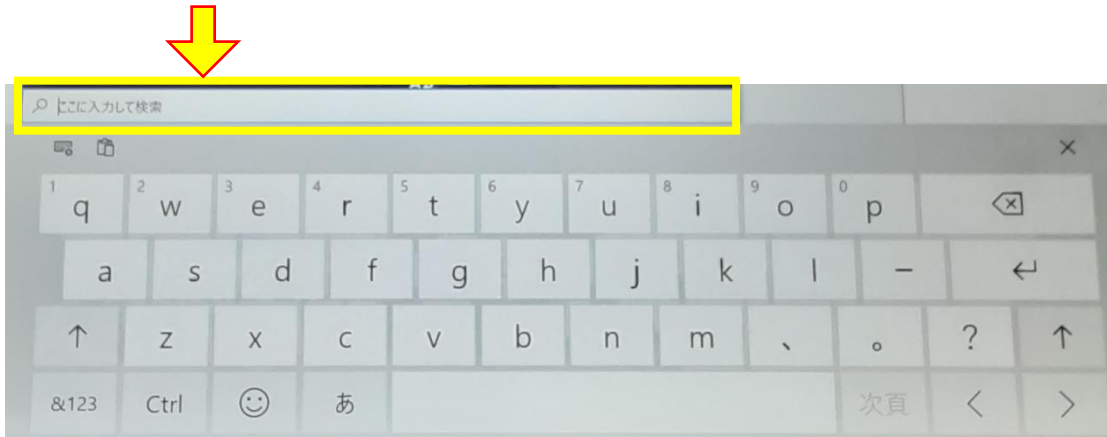 ここに入力して検索
1 2 3 4 5 6 7 8 9 0
q w e r t y u i o p
a s d f g h j k l -
z x c v b n m 、 。 ?
&123 Ctrl あ 次頁